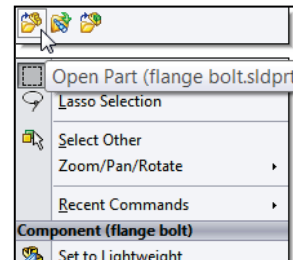 Open Part (flange bolt.sldprt
Lasso Selection
Select Other
Zoom/Pan/Rotate
Recent Commands
Component (flange bolt)
Set to Lightweight